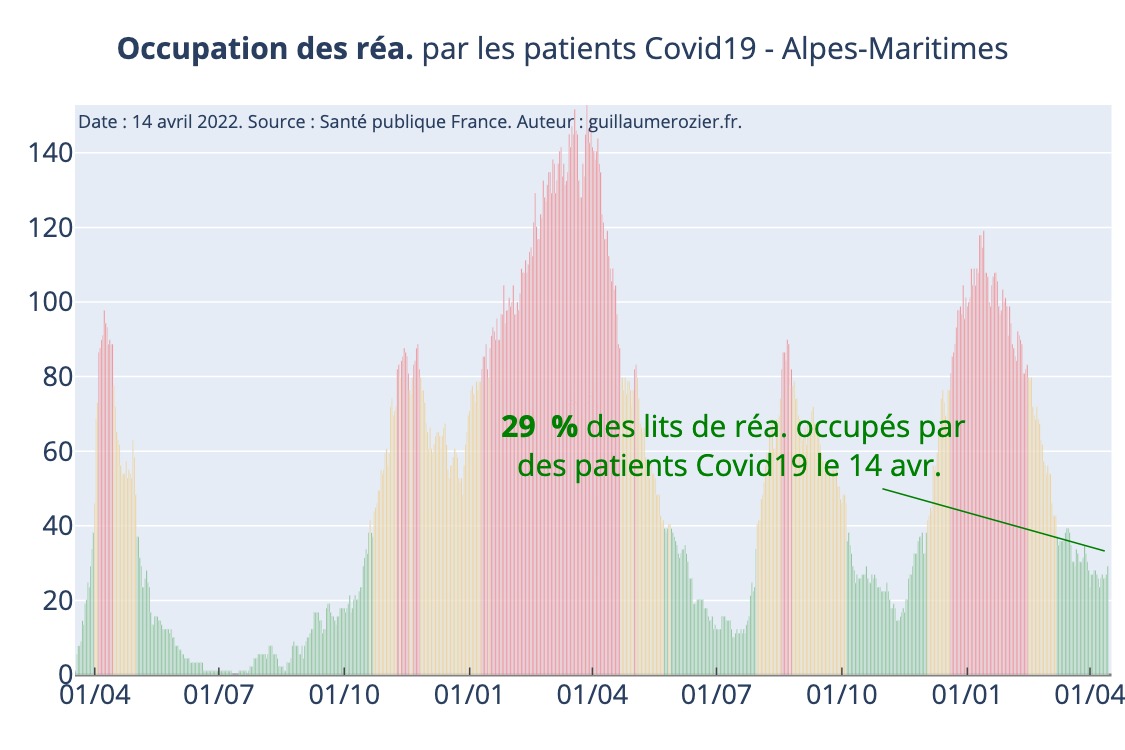 Occupation des réa. par les patients Covid19 - Alpes-Maritimes
Date : 14 avril 2022. Source : Santé publique France. Auteur : guillaumerozier.fr.
140
120
100
80
60
40
20
0
29  % des lits de réa. occupés par
des patients Covid19 le 14 avr.
01/04 01/07 01/10 01/01 01/04 01/07 01/10 01/01 01/04